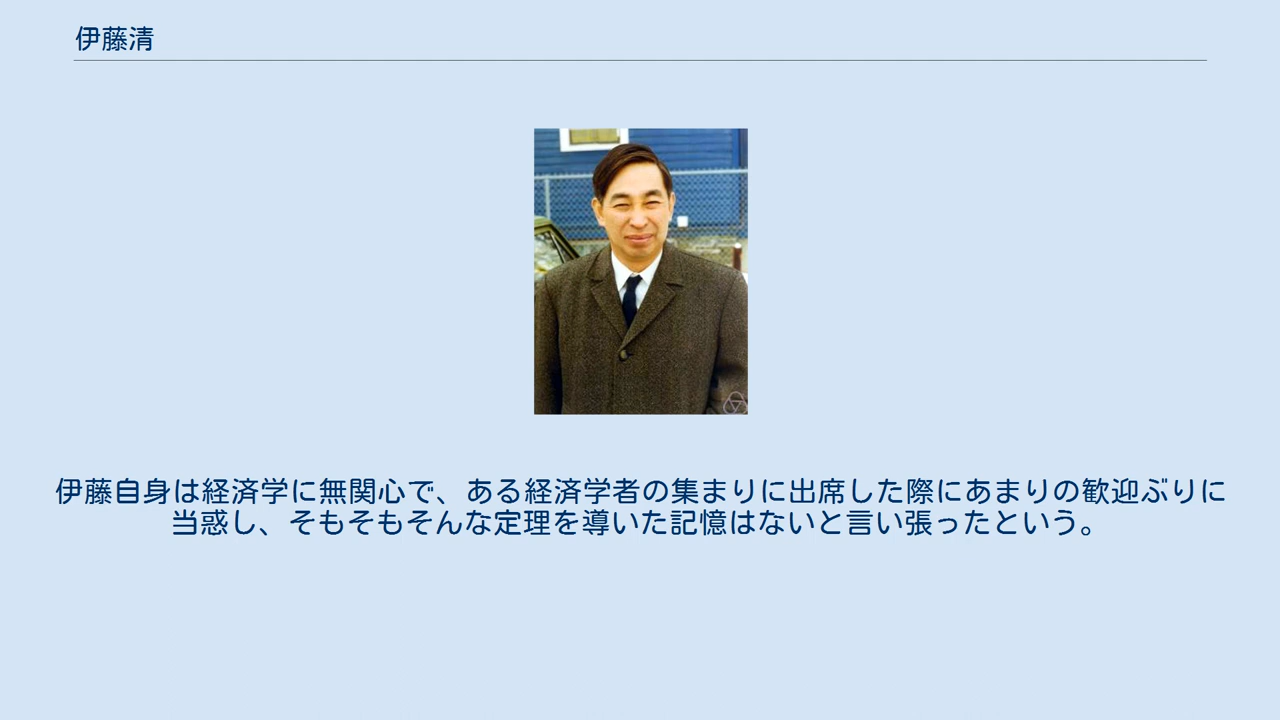 伊藤清
伊藤自身は経済学に無関心で、ある経済学者の集まりに出席した際にあまりの歓迎ぶりに
当惑し、そもそもそんな定理を導いた記憶はないと言い張ったという。